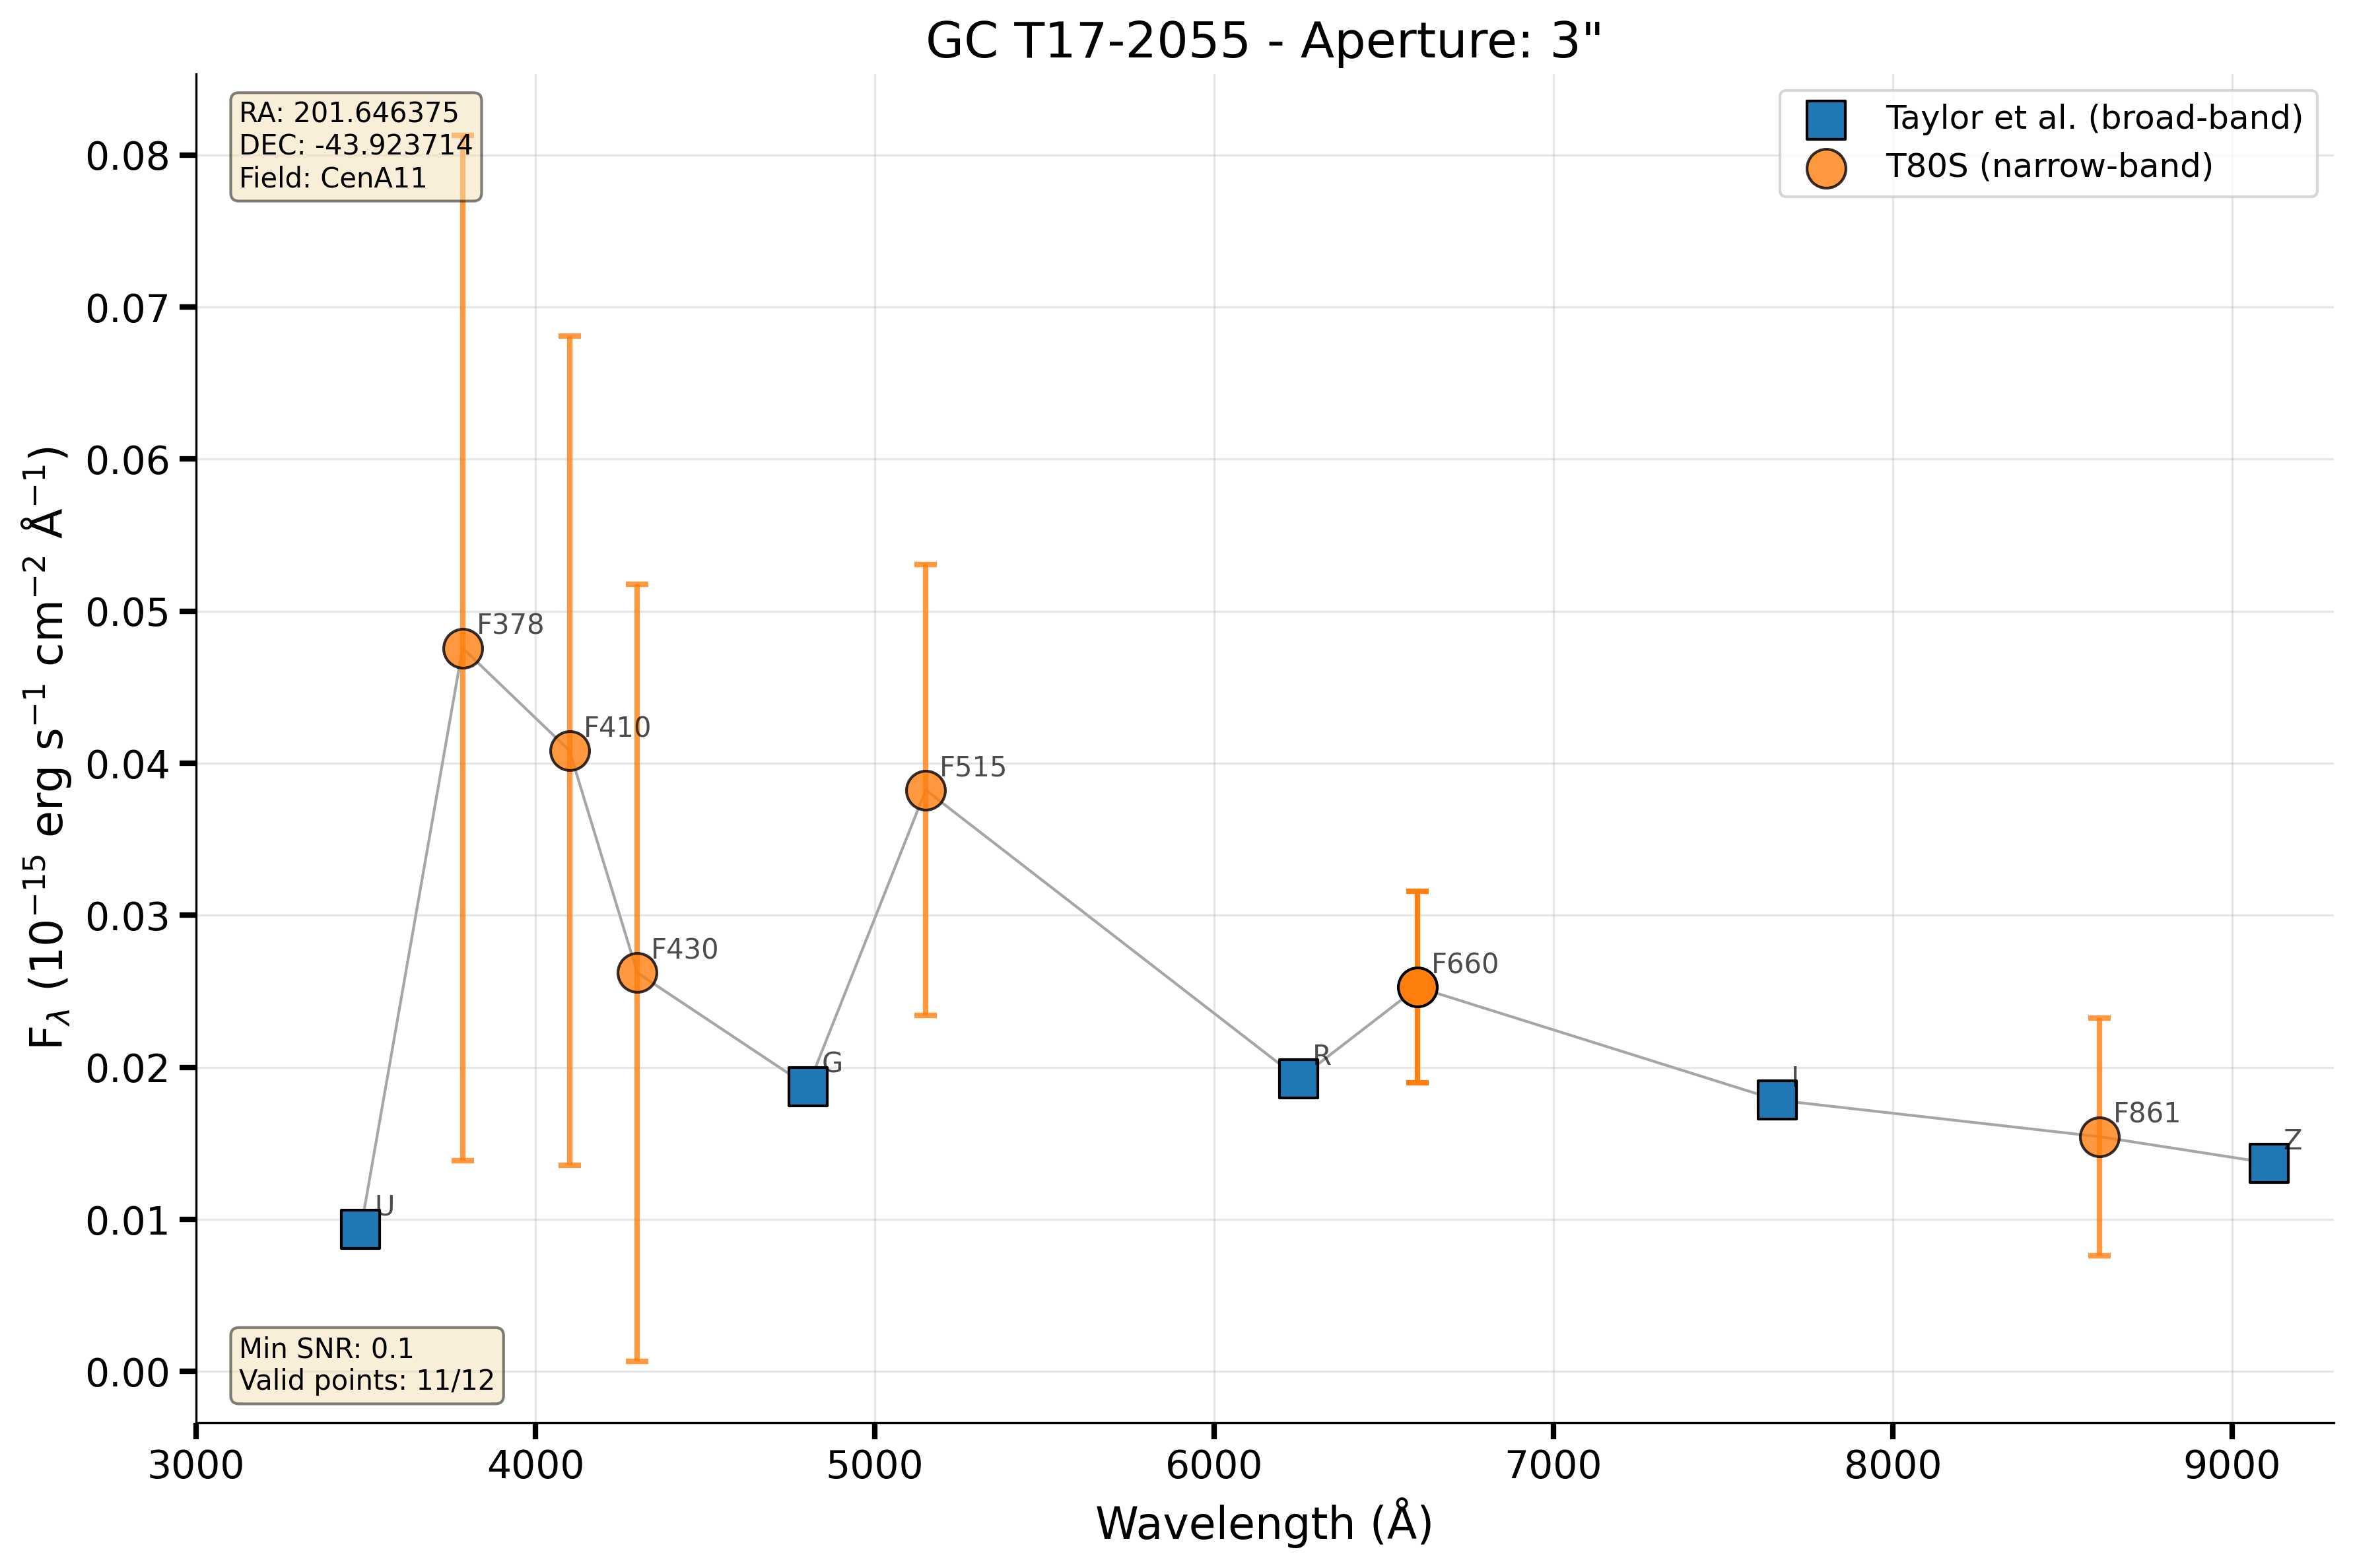 GC T17-2055 - Aperture: 3"
RA: 201.646375
DEC: -43.923714
Field: CenA11
Taylor et al. (broad-band)
T80S (narrow-band)
F$_{λ}$ (10$^{−15}$ erg s$^{−1}$ cm$^{−2}$ Å$^{−1}$)
0.08
0.07
0.06
0.05
0.04
0.03
0.02
0.01
0.00
U
F378
F410
F430
G
F515
R
F660
I
F861
Z
Min SNR: 0.1
Valid points: 11/12
3000 4000 5000 6000 7000 8000 9000
Wavelength (Å)